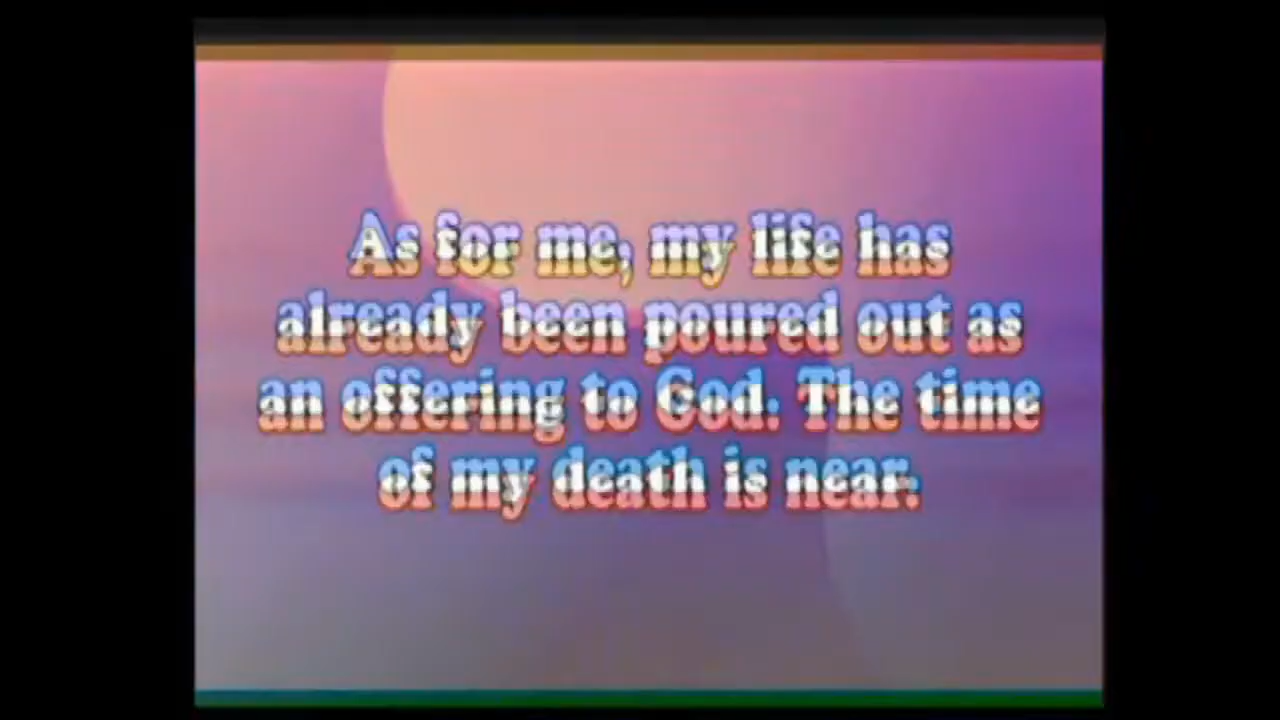 As for me, my life has
already been poured out as
an offering to God. The time
of my death is near.